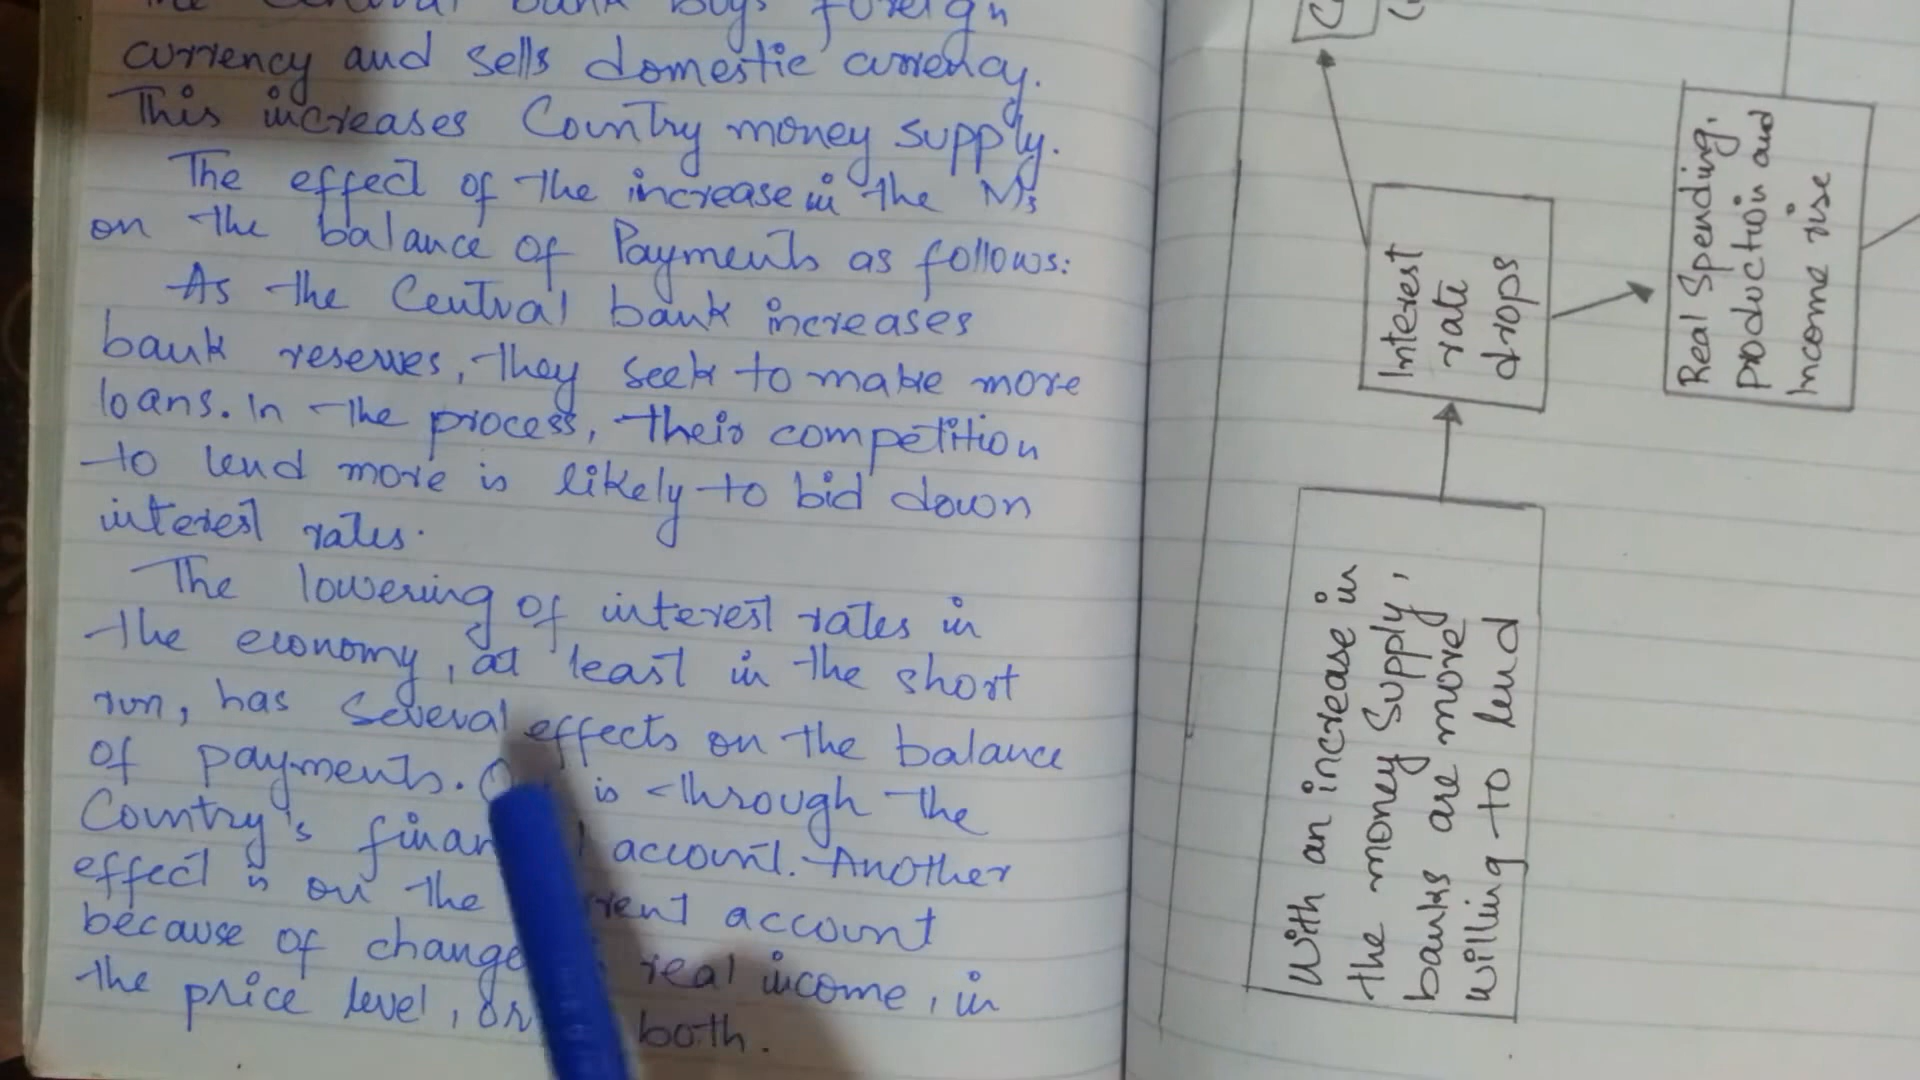 Central bank buys foreign
currency and sells domestic currency.
This increases Country money supply.
The effect of the increase in the Ms
on the balance of Payments as follows:
As the Central bank increases
bank reserves, they seek to make more
loans. In the process, their competition
to lend more is likely to bid down
interest rates.
The lowering of interest rates in
the economy, at least in the short
run, has several effects on the balance
of payments. is through the
Country's account. Another
effect is on the account
because of real income, in
the price level, or both.
With an increase in
the money supply,
banks are more
willing to lend
Interest
rate
drops
Real Spending,
production and
Income rise